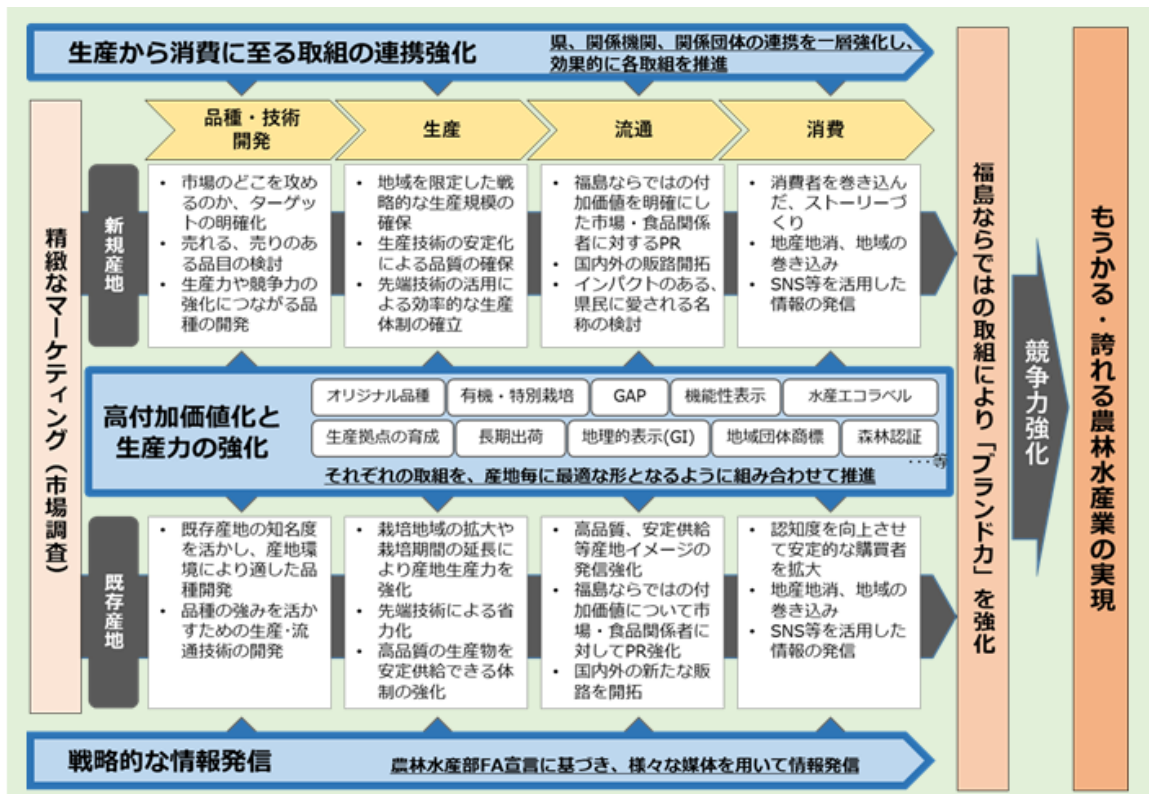 生産から消費に至る取組の連携強化
県、関係機関、関係団体の連携を一層強化し、
効果的に各取組を推進
精緻なマーケティング（市場調査）
品種・技術
開発
生産
流通
消費
新規産地
• 市場のどこを攻め
るのか、ターゲッ
トの明確化
• 売れる、売りのあ
る品目の検討
• 生産力や競争力の
強化につながる品
種の開発
• 地域を限定した戦
略的な生産規模の
確保
• 生産技術の安定化
による品質の確保
• 先端技術の活用に
よる効率的な生産
体制の確立
• 福島ならではの付
加価値を明確にし
た市場・食品関係
者に対するPR
• 国内外の販路開拓
• インパクトのある、
県民に愛される名
称の検討
• 消費者を巻き込ん
だ、ストーリーづ
くり
• 地産地消、地域の
巻き込み
• SNS等を活用した
情報の発信
高付加価値化と
生産力の強化
オリジナル品種
有機・特別栽培
GAP
機能性表示
水産エコラベル
生産拠点の育成
長期出荷
地理的表示(GI)
地域団体商標
森林認証
…等
それぞれの取組を、産地毎に最適な形となるように組み合わせて推進
既存産地
• 既存産地の知名度
を活かし、産地環
境により適した品
種開発
• 品種の強みを活か
すための生産･流
通技術の開発
• 栽培地域の拡大や
栽培期間の延長に
より産地生産力を
強化
• 先端技術による省
力化
• 高品質の生産物を
安定供給できる体
制の強化
• 高品質、安定供給
等産地イメージの
発信強化
• 福島ならではの付
加価値について市
場・食品関係者に
対してPR強化
• 国内外の新たな販
路を開拓
• 認知度を向上させ
て安定的な購買者
を拡大
• 地産地消、地域の
巻き込み
• SNS等を活用した
情報の発信
戦略的な情報発信
農林水産部FA宣言に基づき、様々な媒体を用いて情報発信
福島ならではの取組により「ブランド力」を強化
競争力強化
もうかる・誇れる農林水産業の実現